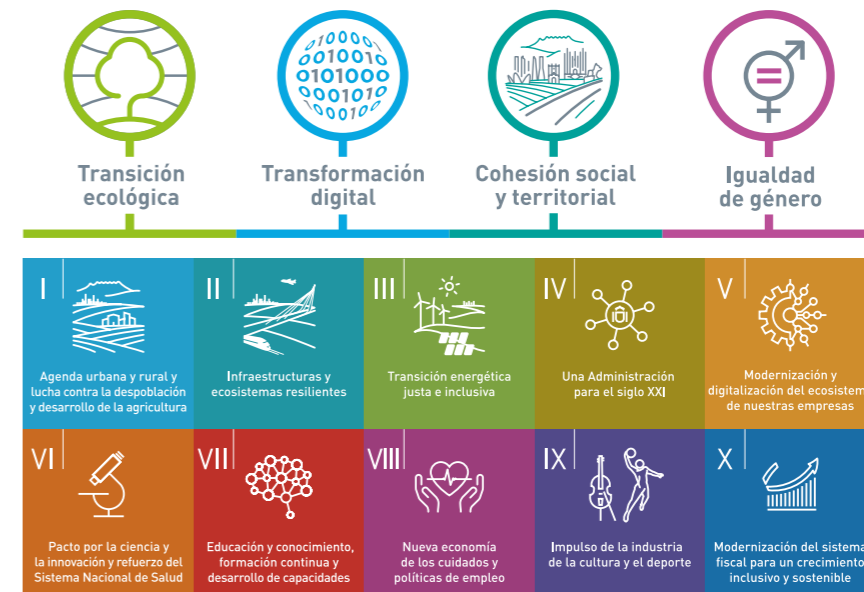 010000
0010010
0101000
0001010
000100
Transición
ecológica
Transformación
digital
Cohesión social
y territorial
Igualdad
de género
I
Agenda urbana y rural y
lucha contra la despoblación
y desarrollo de la agricultura
II
Infraestructuras y
ecosistemas resilientes
III
Transición energética
justa e inclusiva
IV
Una Administración
para el siglo XXI
V
Modernización y
digitalización del ecosistem
de nuestras empresas
VI
Pacto por la ciencia y
la innovación y refuerzo del
Sistema Nacional de Salud
VII
Educación y conocimiento,
formación continua y
desarrollo de capacidades
VIII
Nueva economía
de los cuidados y
políticas de empleo
IX
Impulso de la industria
de la cultura y el deporte
X
Modernización del sistema
fiscal para un crecimiento
inclusivo y sostenible